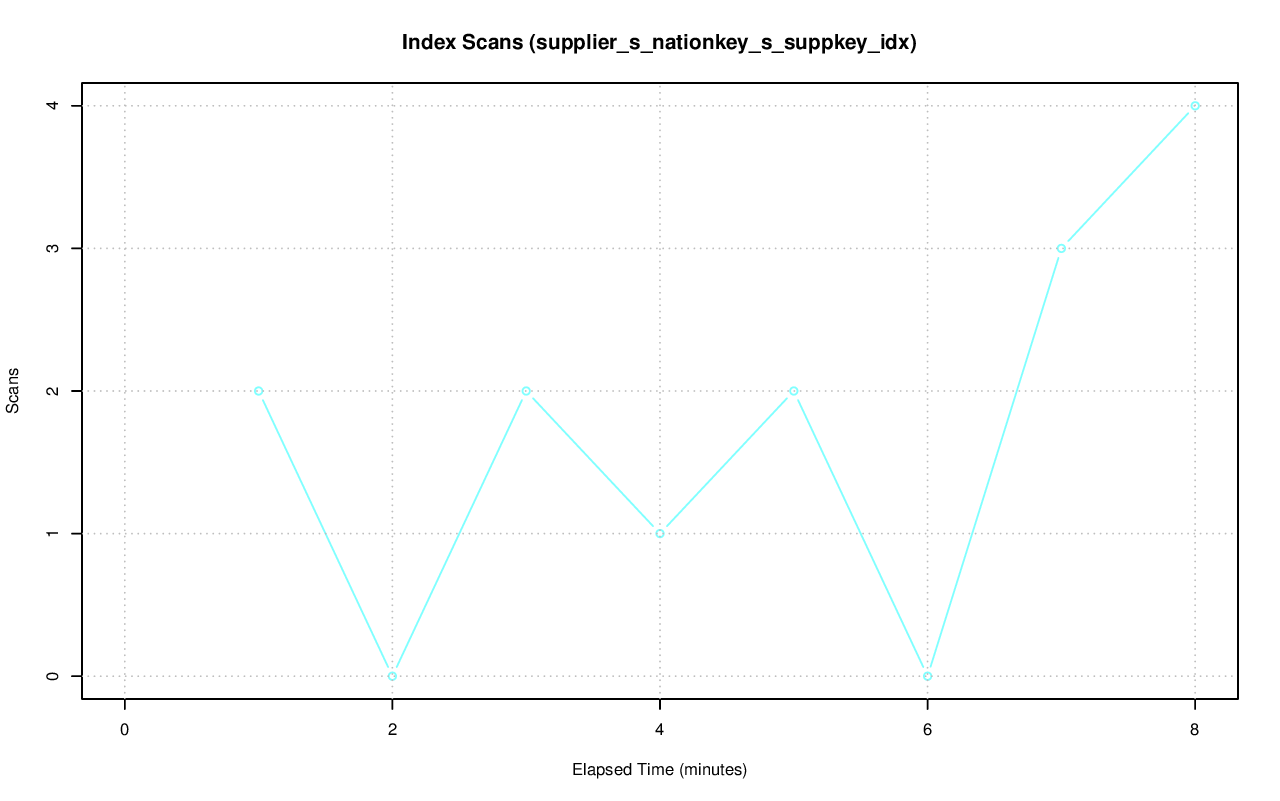 Index Scans (supplier_s_nationkey_s_suppkey_idx)
4
3
2
1
0
Scans
0 2 4 6 8
Elapsed Time (minutes)